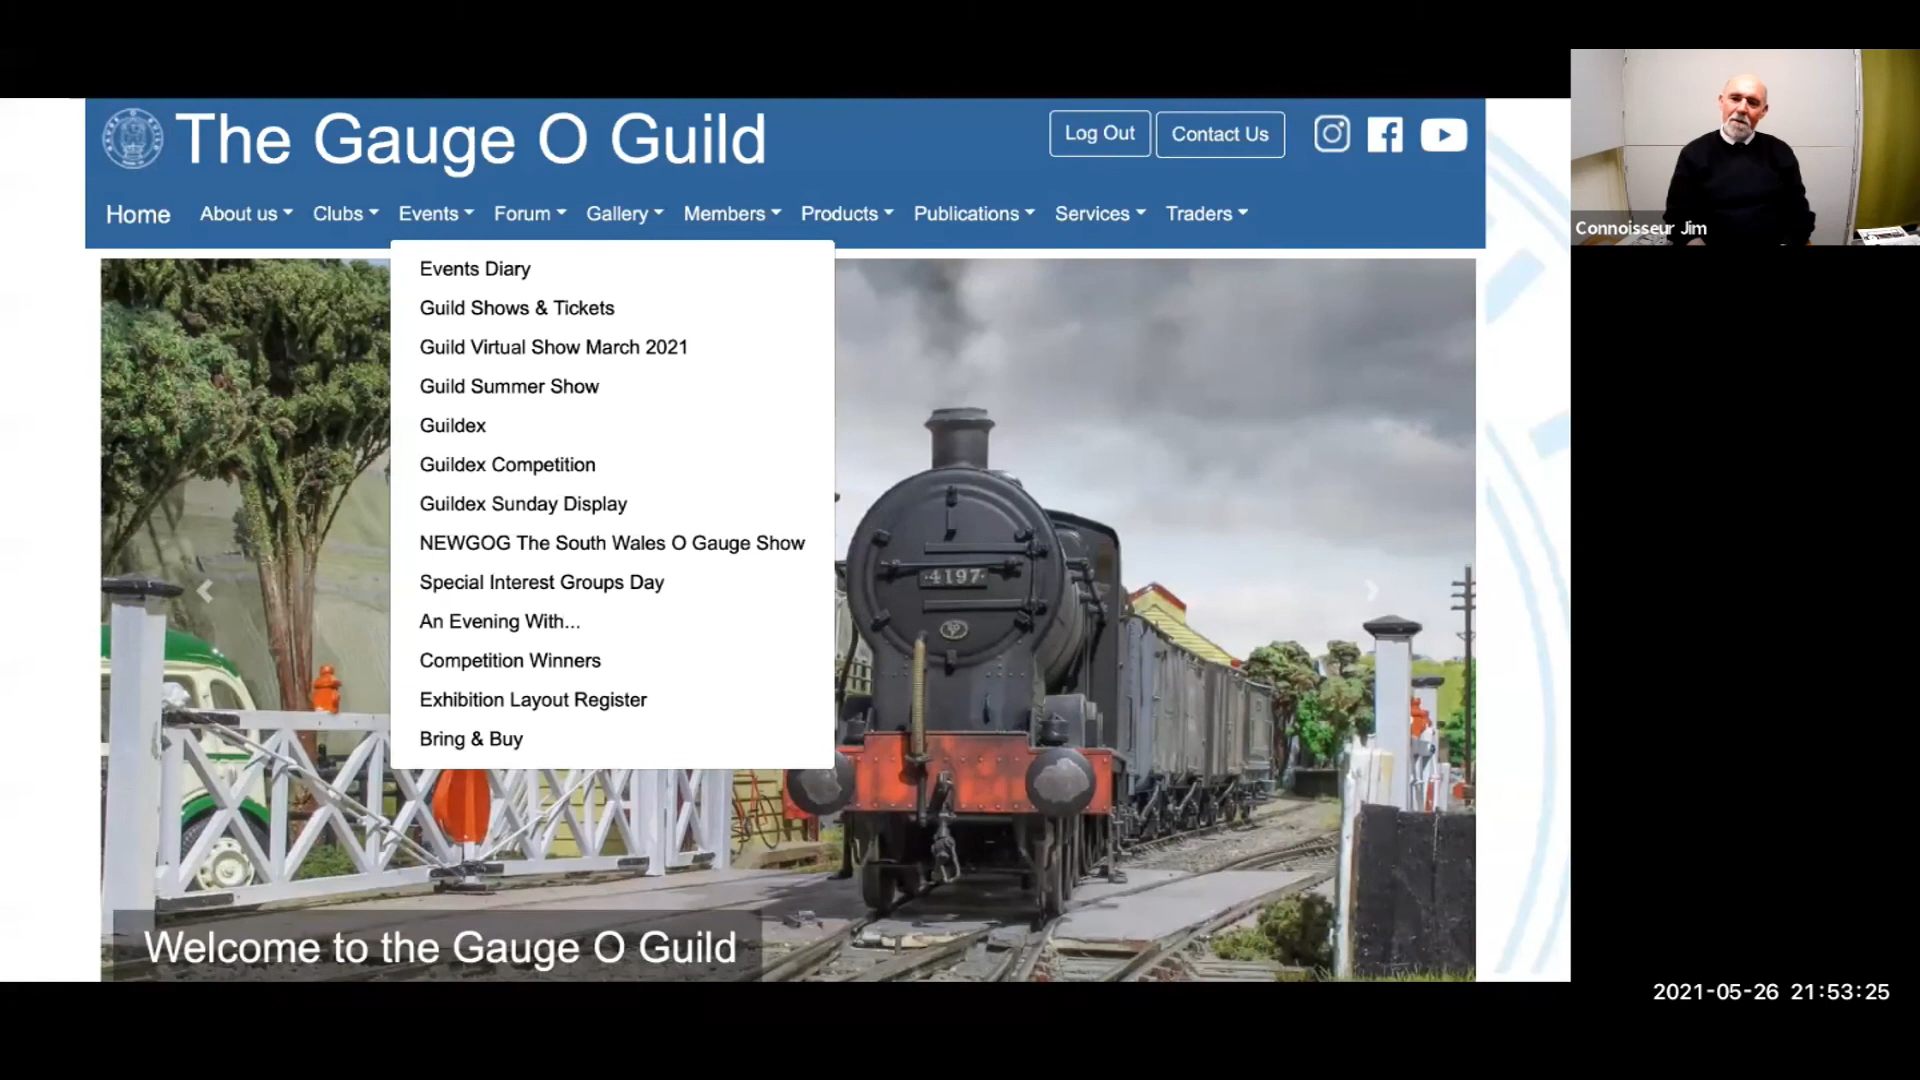 The Gauge O Guild
Log Out
Contact Us
Home
About us
Clubs
Events
Forum
Gallery
Members
Products
Publications
Services
Traders
Events Diary
Guild Shows & Tickets
Guild Virtual Show March 2021
Guild Summer Show
Guildex
Guildex Competition
Guildex Sunday Display
NEWGOG The South Wales O Gauge Show
Special Interest Groups Day
An Evening With...
Competition Winners
Exhibition Layout Register
Bring & Buy
·4197·
Welcome to the Gauge O Guild
Connoisseur Jim
2021-05-26 21:53:25